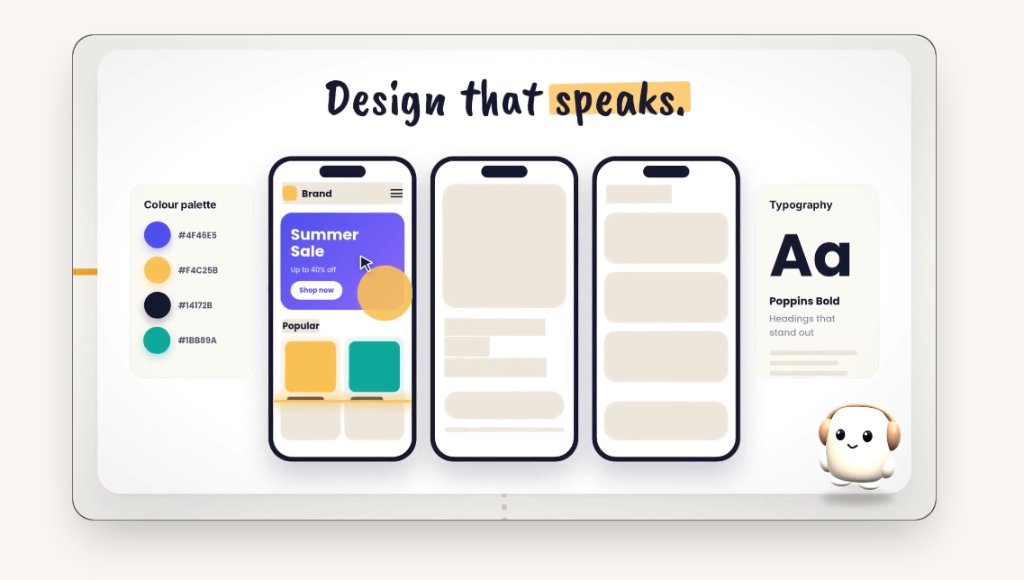 Design that speaks.
Colour palette
#4F46E5
#F4C25B
#14172B
#1BB89A
Brand
Summer
Sale
Up to 40% off
Shop now
Popular
Typography
Aa
Poppins Bold
Headings that
stand out